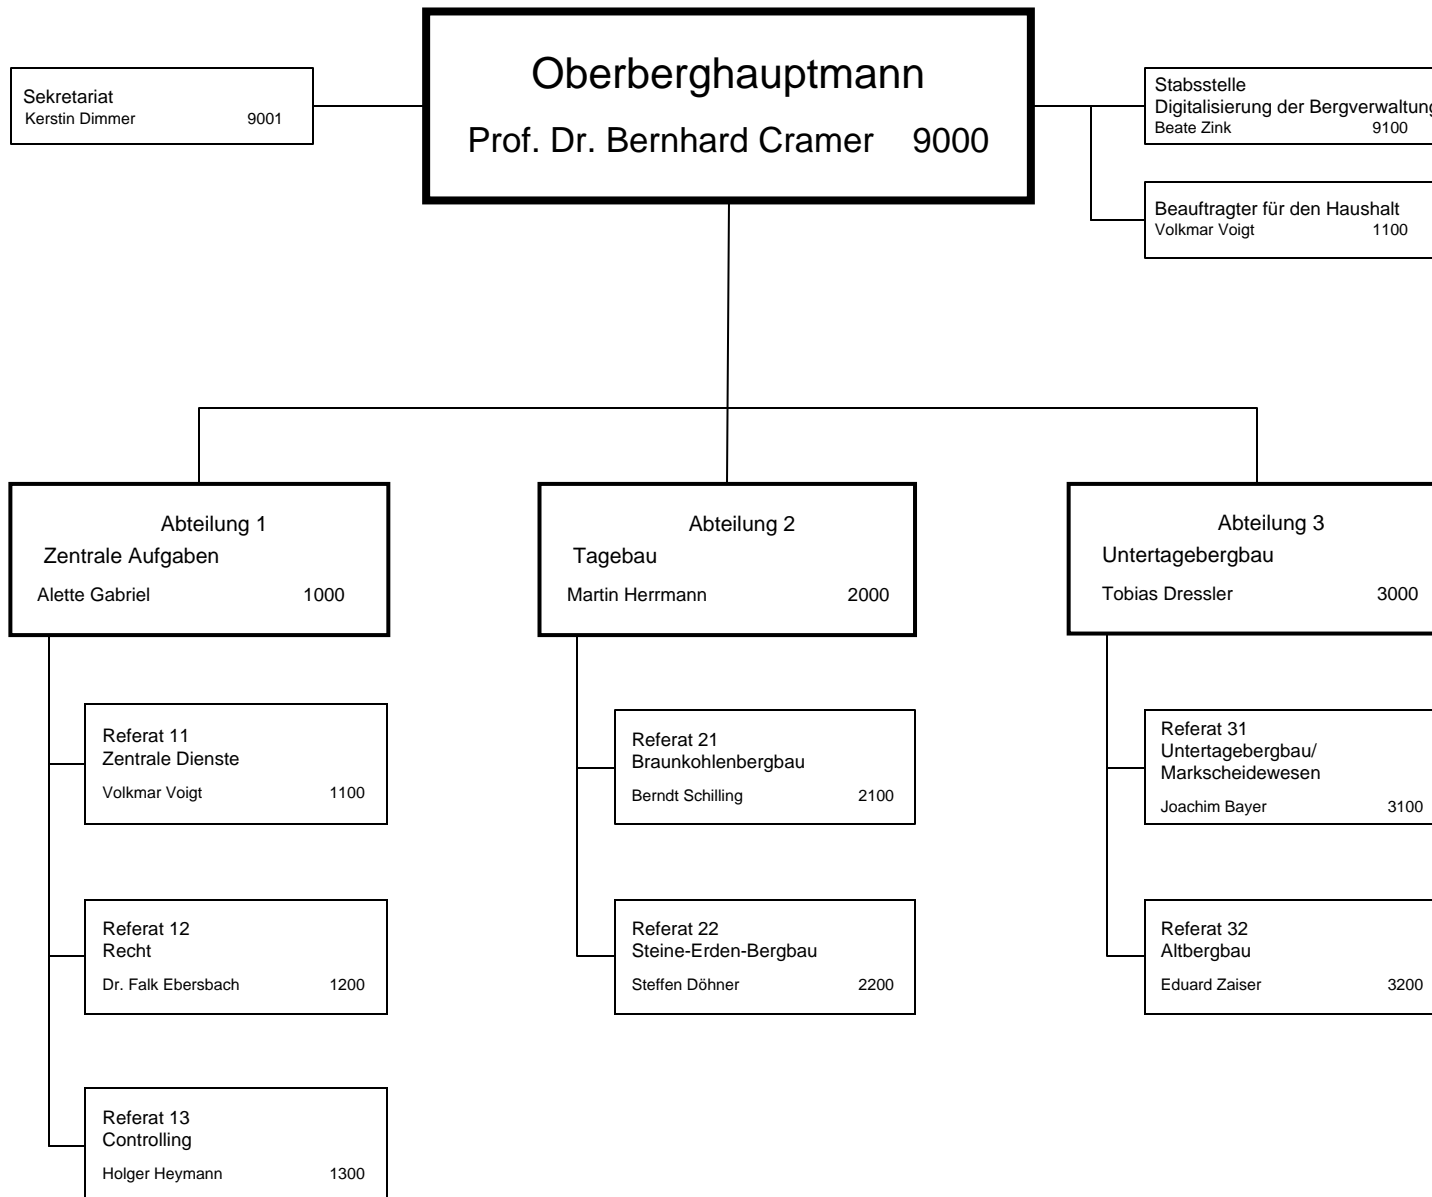 Oberberghauptmann
Prof. Dr. Bernhard Cramer 9000
Sekretariat
Kerstin Dimmer 9001
Stabsstelle
Digitalisierung der Bergverwaltung
Beate Zink 9100
Beauftragter für den Haushalt
Volkmar Voigt 1100
Abteilung 1
Zentrale Aufgaben
Alette Gabriel 1000
Referat 11
Zentrale Dienste
Volkmar Voigt 1100
Referat 12
Recht
Dr. Falk Ebersbach 1200
Referat 13
Controlling
Holger Heymann 1300
Abteilung 2
Tagebau
Martin Herrmann 2000
Referat 21
Braunkohlenbergbau
Berndt Schilling 2100
Referat 22
Steine-Erden-Bergbau
Steffen Döhner 2200
Abteilung 3
Untertagebergbau
Tobias Dressler 3000
Referat 31
Untertagebergbau/
Markscheidewesen
Joachim Bayer 3100
Referat 32
Altbergbau
Eduard Zaiser 3200